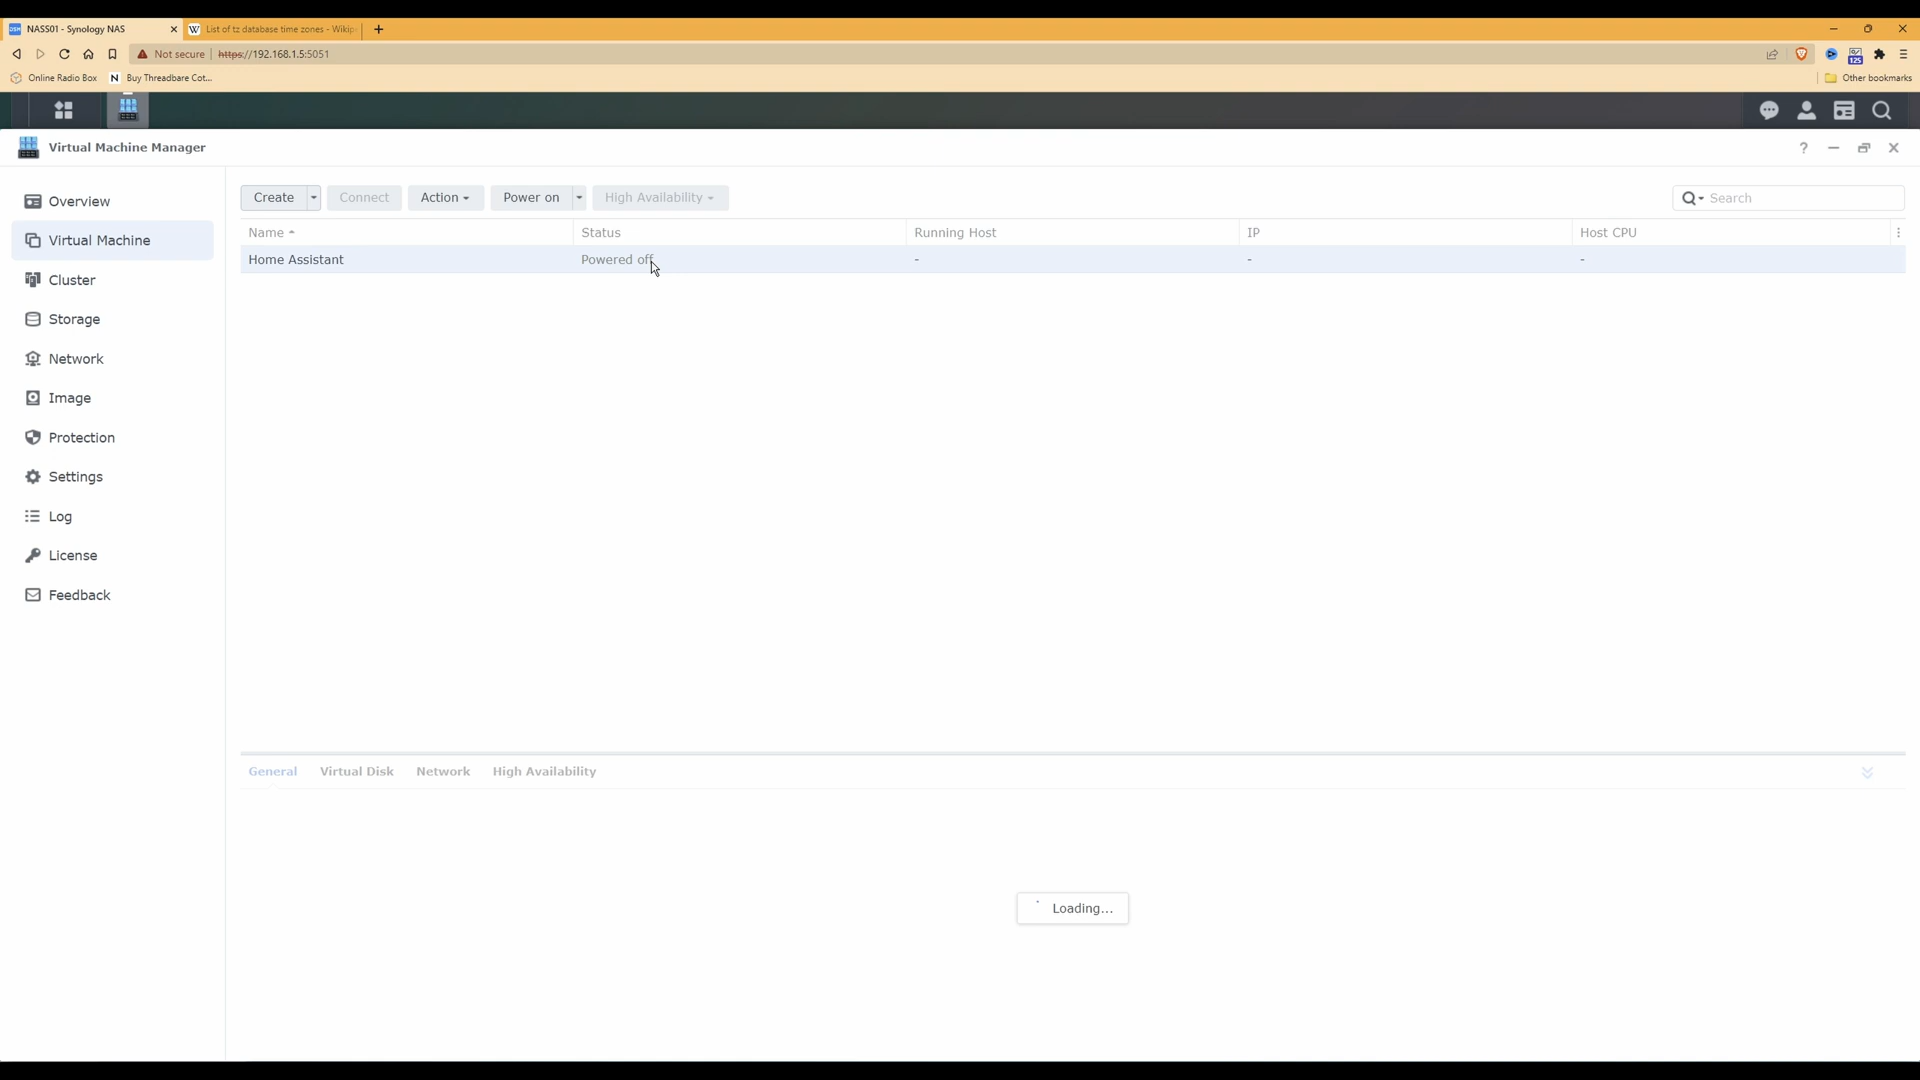 NASS01 - Synology NAS
List of tz database time zones - Wikip
Not secure https://192.168.1.5:5051
125
Online Radio Box
N Buy Threadbare Cot...
Other bookmarks
Virtual Machine Manager
Overview
Virtual Machine
Cluster
Storage
Network
Image
Protection
Settings
Log
License
Feedback
Create Connect Action Power on High Availability Search
Name Status Running Host IP Host CPU
Home Assistant Powered off - - -
General Virtual Disk Network High Availability
Loading...